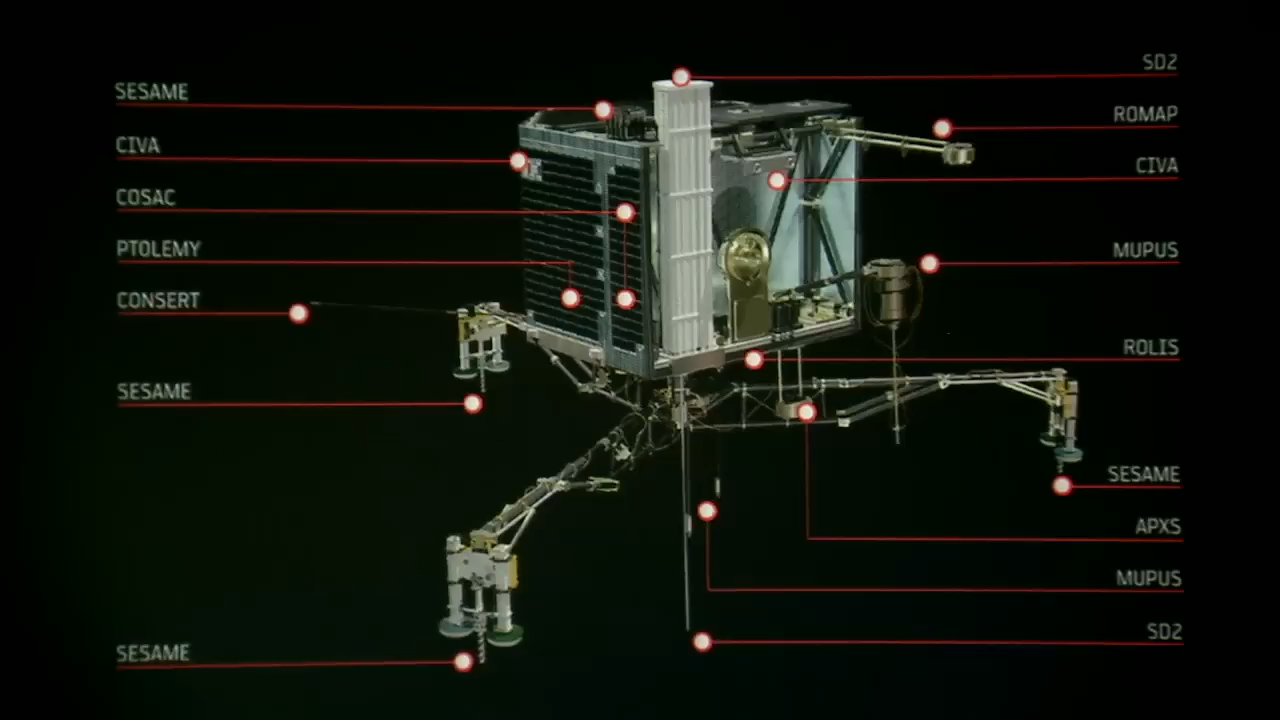 SESAME
CIVA
COSAC
PTOLEMY
CONSERT
SESAME
SESAME
SD2
ROMAP
CIVA
MUPUS
ROLIS
SESAME
APXS
MUPUS
SD2